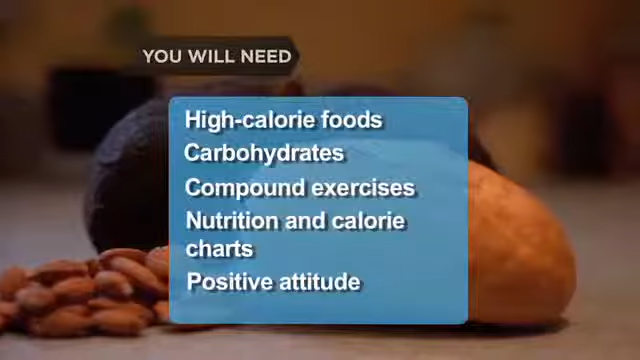 YOU WILL NEED
High-calorie foods
Carbohydrates
Compound exercises
Nutrition and calorie
charts
Positive attitude